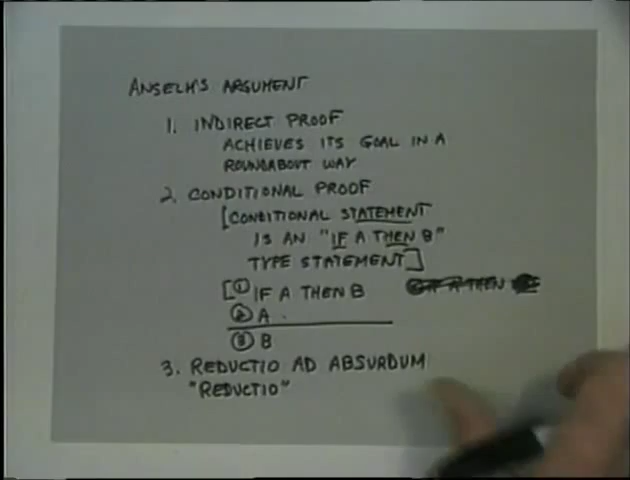 ANSELM'S ARGUMENT
1. INDIRECT PROOF
ACHIEVES ITS GOAL IN A
ROUNDABOUT WAY
2. CONDITIONAL PROOF
[CONDITIONAL STATEMENT
IS AN "IF A THEN B"
TYPE STATEMENT]
[① IF A THEN B A THEN
② A.
③ B
3. REDUCTIO AD ABSURDUM
"REDUCTIO"